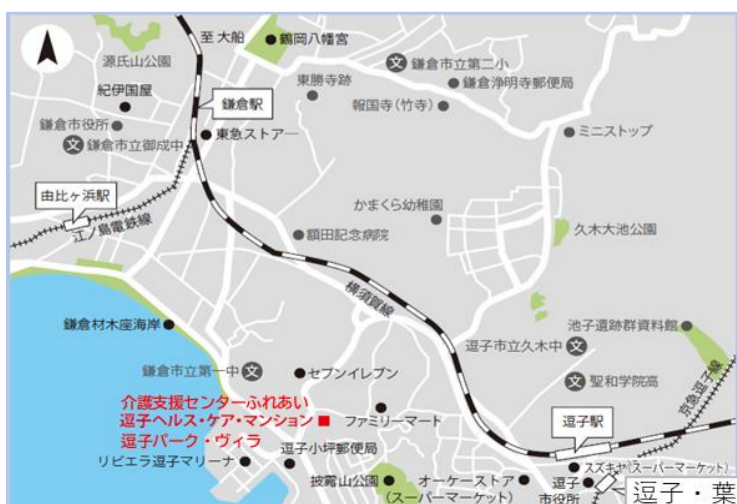 至 大船
鶴岡八幡宮
源氏山公園
鎌倉市立第二小
文
東勝寺跡
鎌倉浄明寺郵便局
紀伊国屋
鎌倉駅
報国寺(竹寺)
鎌倉市役所
東急ストアー
ミニストップ
文
鎌倉市立御成中
由比ヶ浜駅
かまくら幼稚園
江ノ島電鉄線
額田記念病院
久木大池公園
横須賀線
鎌倉材木座海岸
池子遺跡群資料館
逗子市立久木中
文
鎌倉市立第一中
文
セブンイレブン
文
聖和学院高
京急逗子線
介護支援センターふれあい
逗子ヘルス・ケア・マンション
ファミリーマート
逗子駅
逗子パーク・ヴィラ
逗子小坪郵便局
リビエラ逗子マリーナ
スズキヤ(スーパーマーケット)
披露山公園
オーケーストア
(スーパーマーケット)
逗子
市役所
逗子・葉